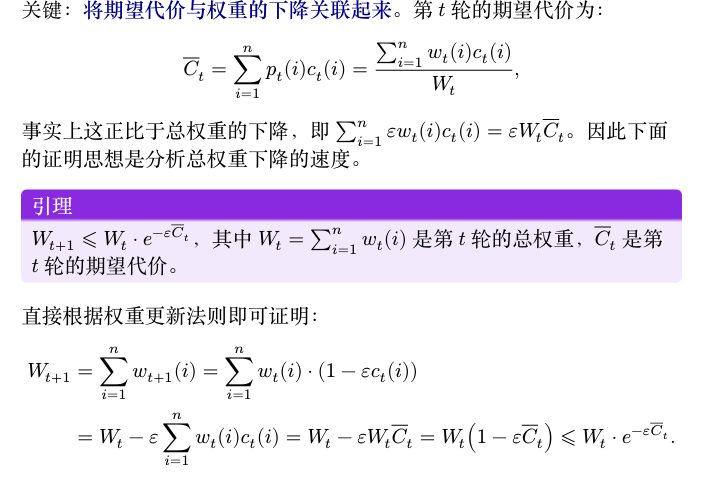 关键：将期望代价与权重的下降关联起来。第 t 轮的期望代价为：
$\overline{C}_t = \sum_{i=1}^{n} p_t(i)c_t(i) = \frac{\sum_{i=1}^{n} w_t(i)c_t(i)}{W_t},$
事实上这正比于总权重的下降，即 $\sum_{i=1}^{n} \varepsilon w_t(i)c_t(i) = \varepsilon W_t\overline{C}_t$。因此下面
的证明思想是分析总权重下降的速度。
引理
$W_{t+1} \leqslant W_t \cdot e^{-\varepsilon\overline{C}_t}$，其中 $W_t = \sum_{i=1}^{n} w_t(i)$ 是第 t 轮的总权重，$\overline{C}_t$ 是第
t 轮的期望代价。
直接根据权重更新法则即可证明：
$W_{t+1} = \sum_{i=1}^{n} w_{t+1}(i) = \sum_{i=1}^{n} w_t(i) \cdot (1 - \varepsilon c_t(i))$
$= W_t - \varepsilon \sum_{i=1}^{n} w_t(i)c_t(i) = W_t - \varepsilon W_t\overline{C}_t = W_t\left(1 - \varepsilon\overline{C}_t\right) \leqslant W_t \cdot e^{-\varepsilon\overline{C}_t}.$